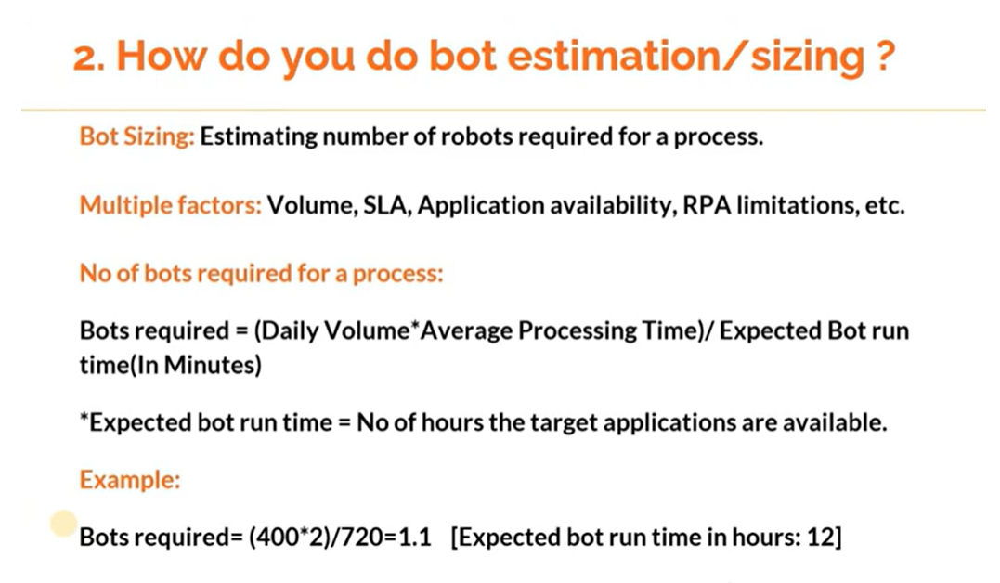 2. How do you do bot estimation/sizing ?
Bot Sizing: Estimating number of robots required for a process.
Multiple factors: Volume, SLA, Application availability, RPA limitations, etc.
No of bots required for a process:
Bots required = (Daily Volume*Average Processing Time)/ Expected Bot run
time(In Minutes)
*Expected bot run time = No of hours the target applications are available.
Example:
Bots required= (400*2)/720=1.1 [Expected bot run time in hours: 12]